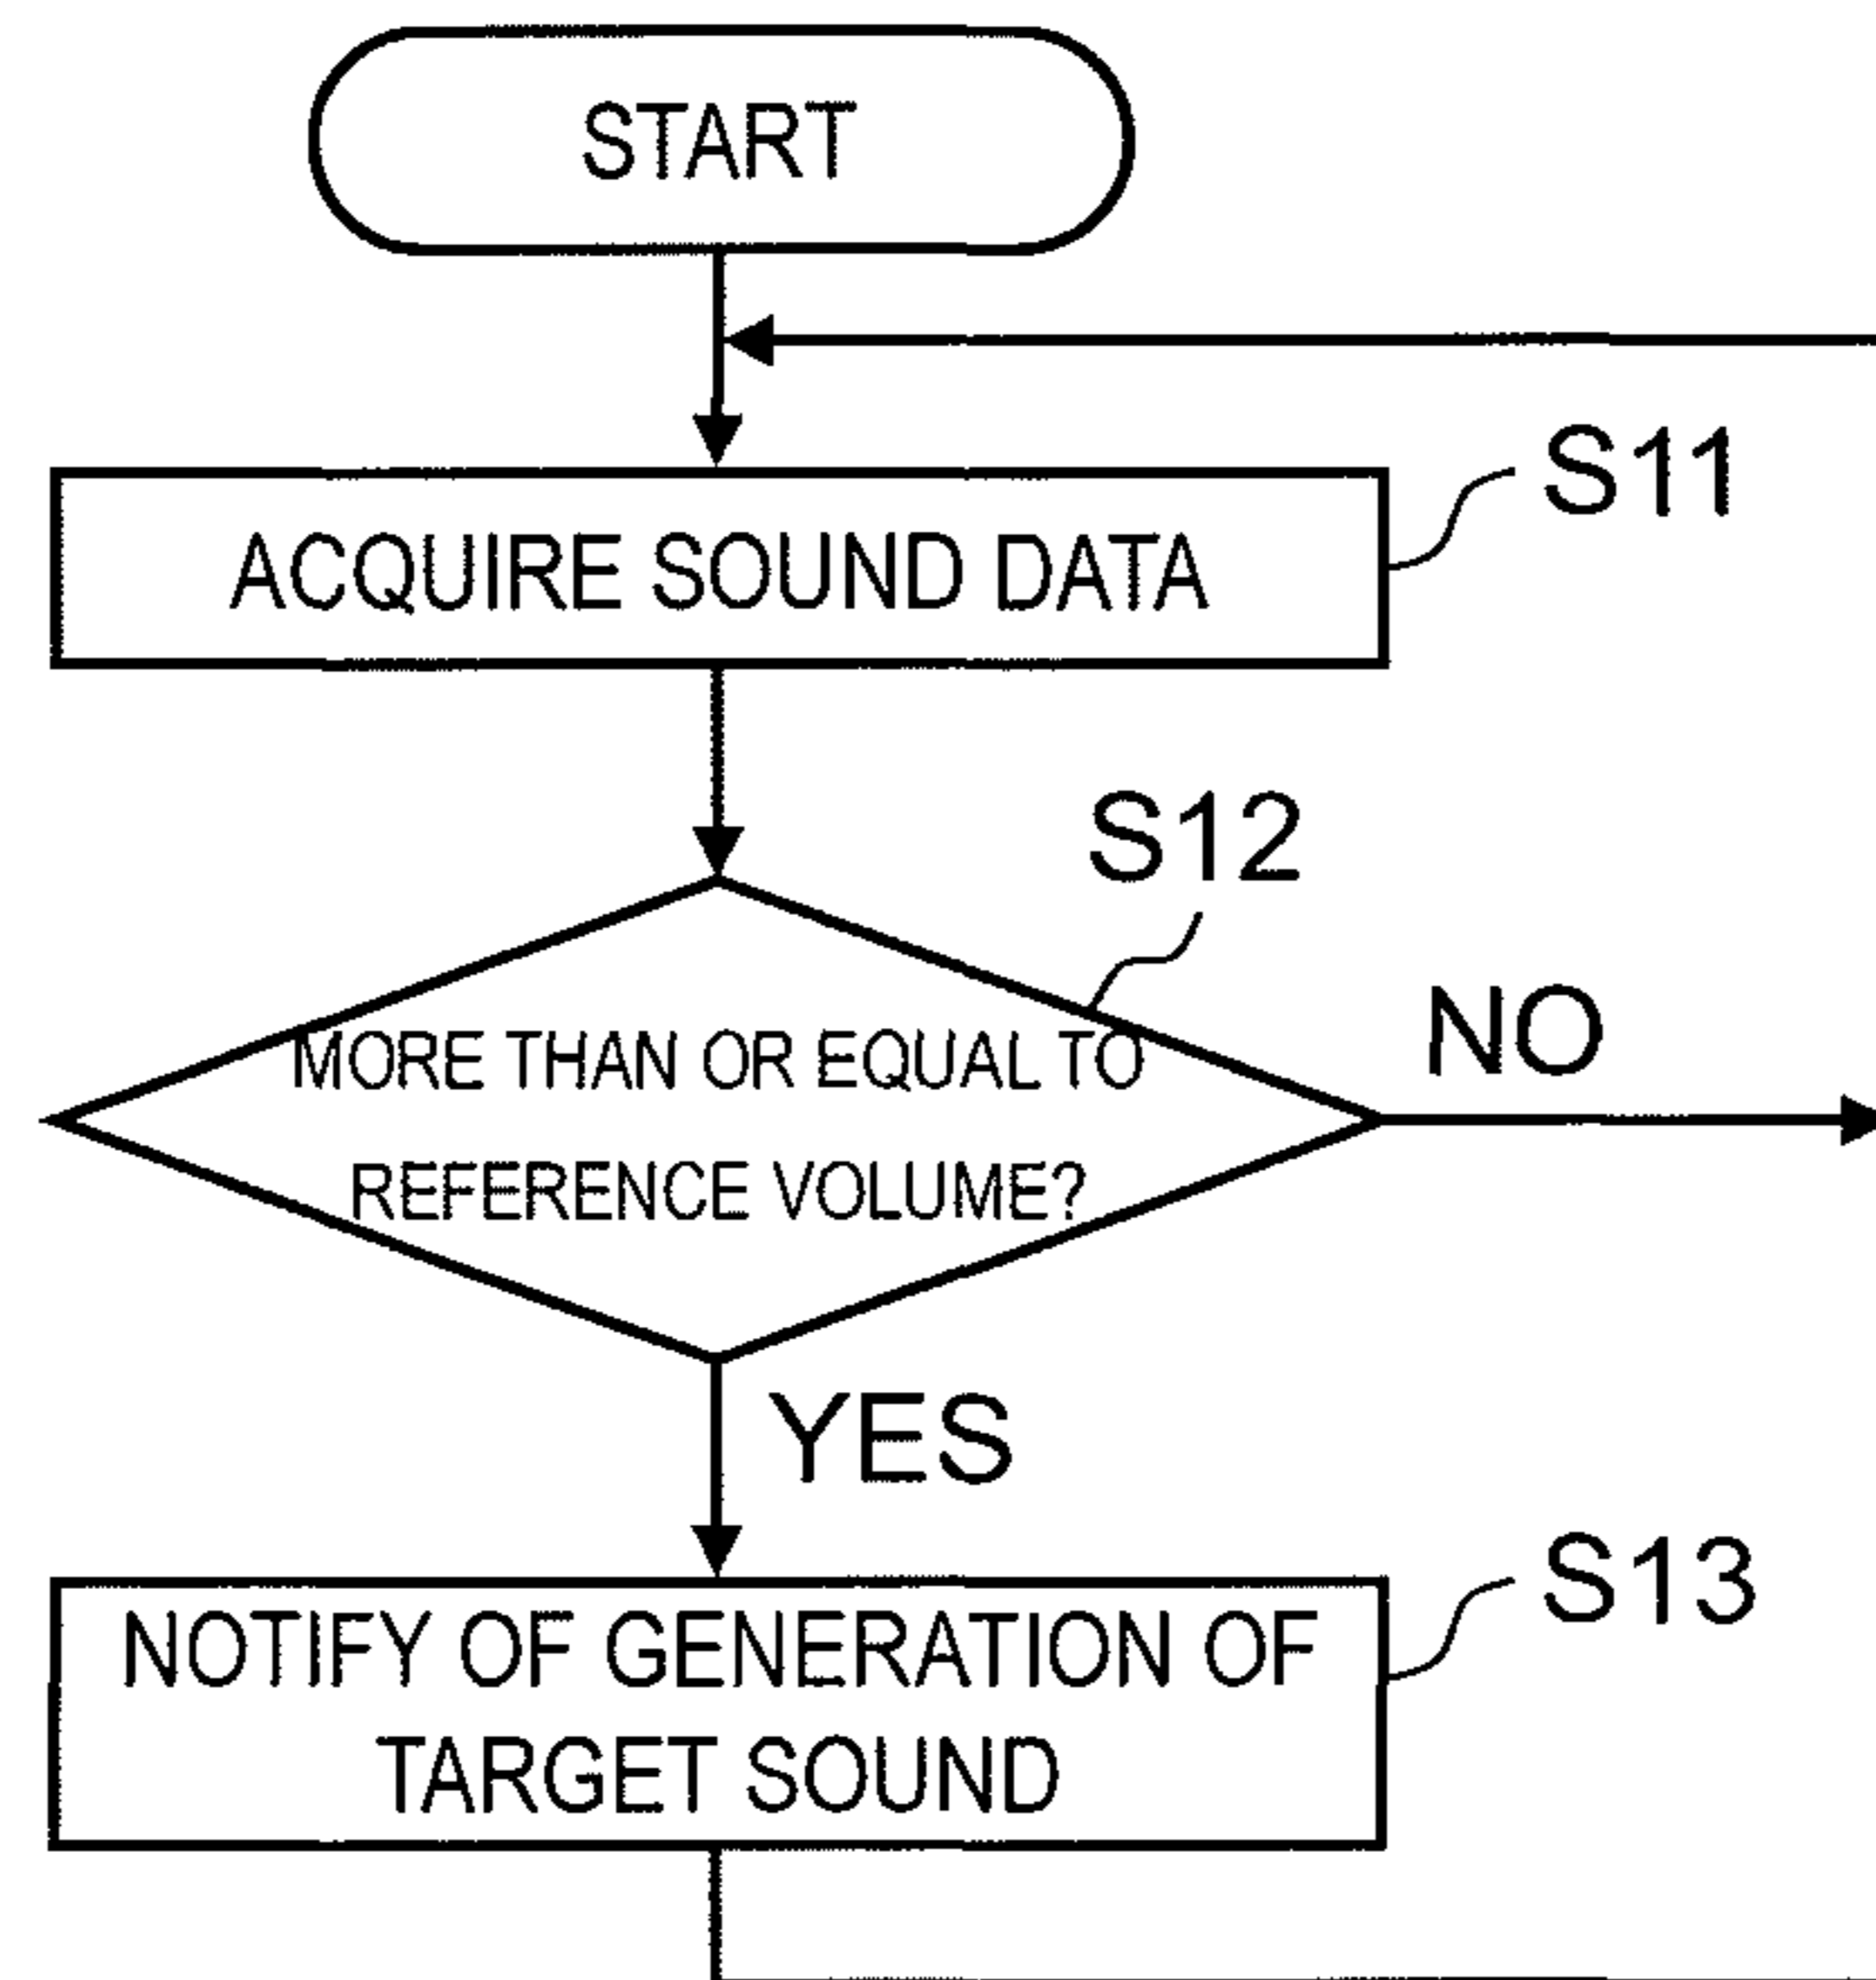 START
S11
ACQUIRE SOUND DATA
S12
MORE THAN OR EQUAL TO
REFERENCE VOLUME?
NO
YES
S13
NOTIFY OF GENERATION OF
TARGET SOUND